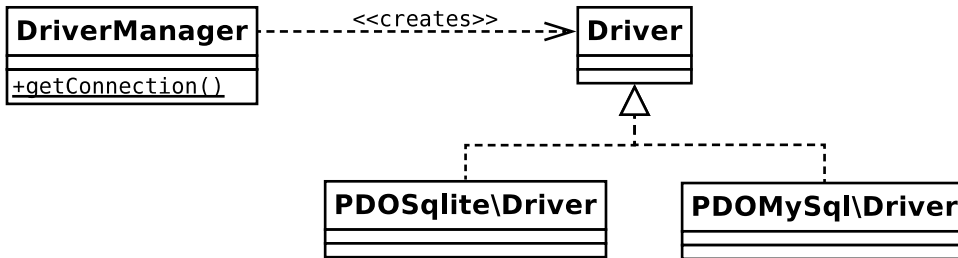 <<creates>>
DriverManager
Driver
+getConnection()
PDOSqlite\Driver
PDOMySql\Driver